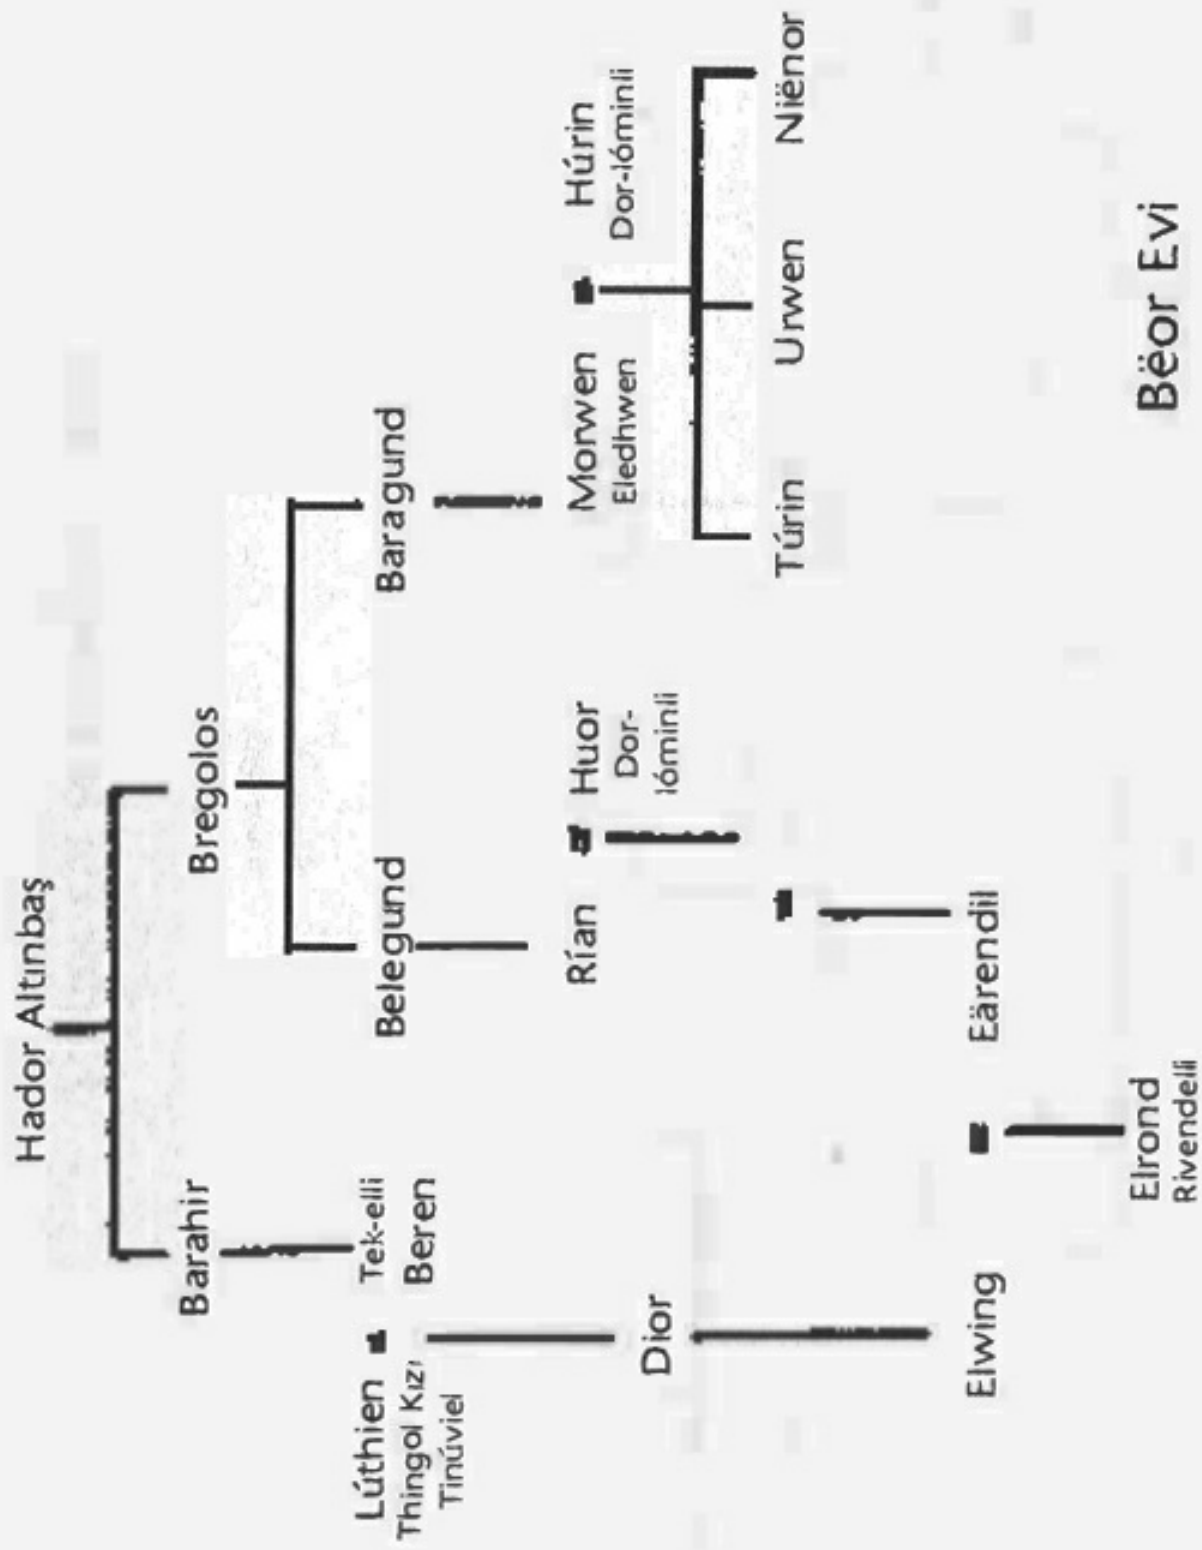 Hador Altınbaş
Barahir
Bregolos
Lúthien
Thingol Kızı
Tinúviel
Tek-elli
Beren
Belegund
Baragund
Rían
Huor
Dor-
lóminli
Morwen
Eledhwen
Húrin
Dor-lóminli
Dior
Túrin
Urwen
Niënor
Elwing
Eärendil
Elrond
Rivendelli
Bëor Evi